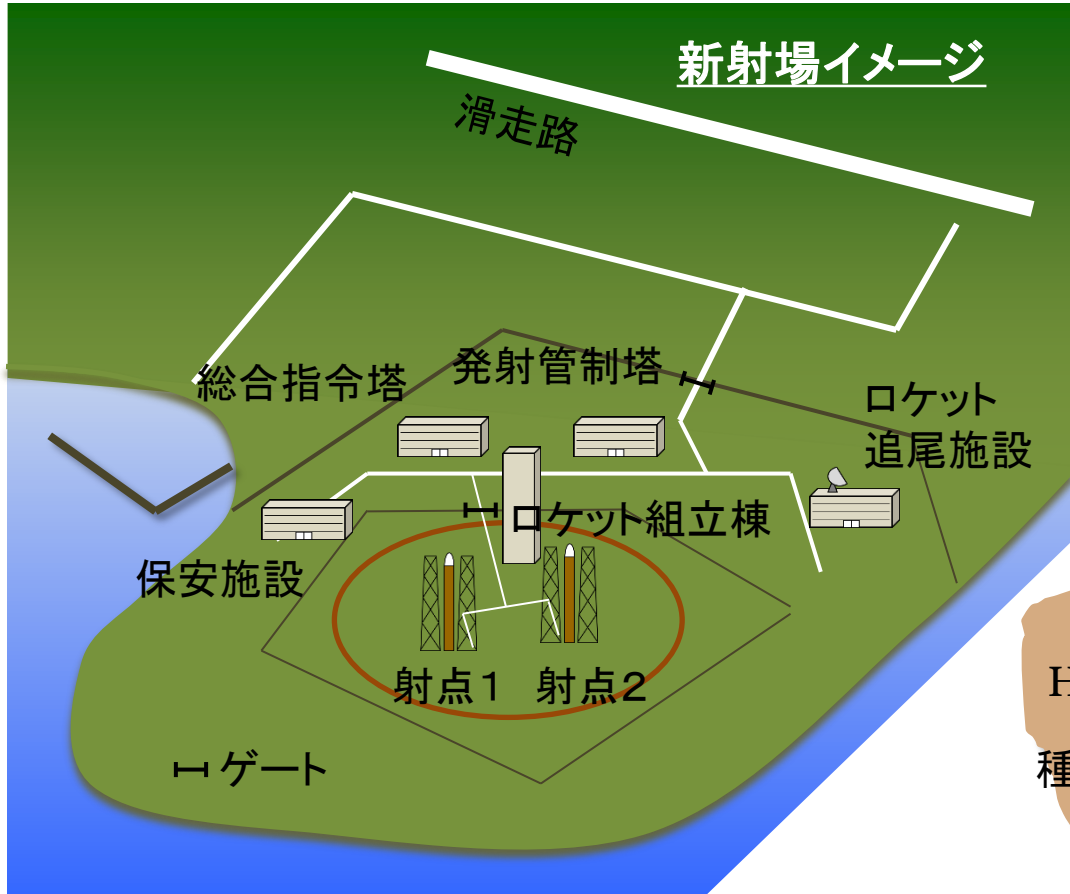 新射場イメージ
滑走路
総合指令塔
発射管制塔
ロケット
追尾施設
ロケット組立棟
保安施設
射点１
射点２
ゲート
H
種